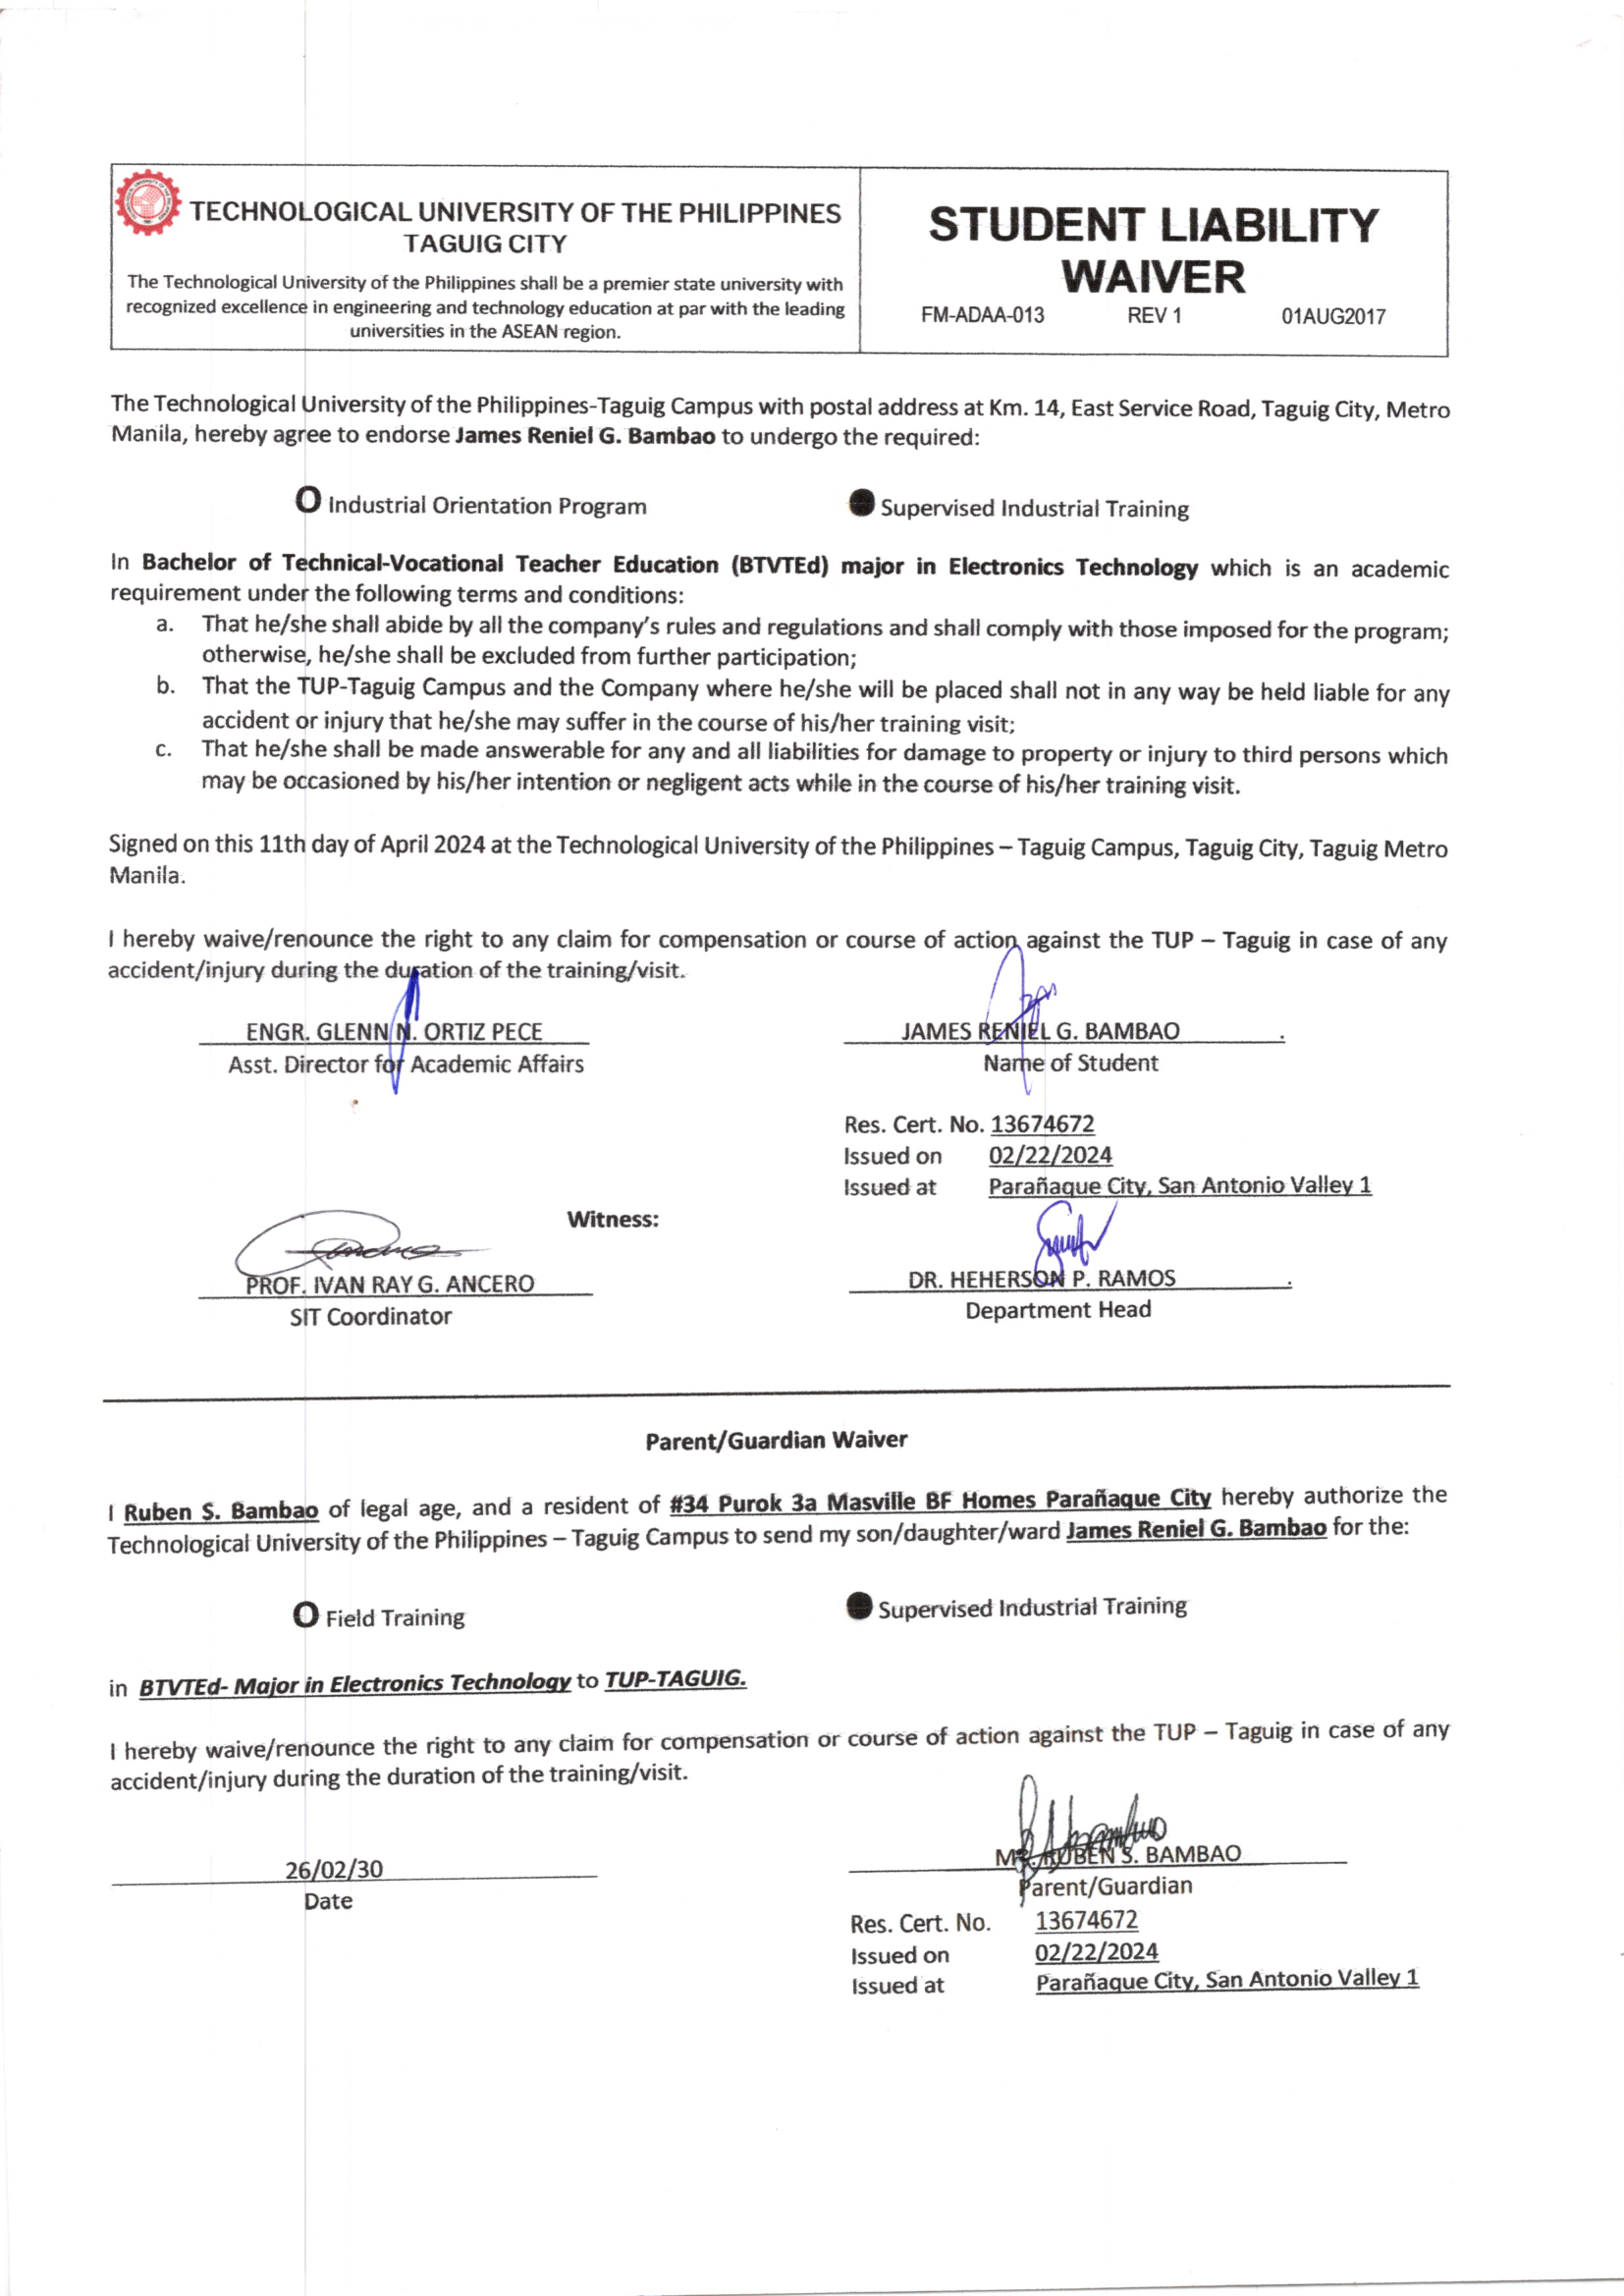 TECHNOLOGICAL UNIVERSITY OF THE PHILIPPINES
TAGUIG CITY
The Technological University of the Philippines shall be a premier state university with
recognized excellence in engineering and technology education at par with the leading
universities in the ASEAN region.
STUDENT LIABILITY
WAIVER
FM-ADAA-013 REV 1 01AUG2017
The Technological University of the Philippines-Taguig Campus with postal address at Km. 14, East Service Road, Taguig City, Metro
Manila, hereby agree to endorse James Reniel G. Bambao to undergo the required:
O Industrial Orientation Program ● Supervised Industrial Training
In Bachelor of Technical-Vocational Teacher Education (BTVTEd) major in Electronics Technology which is an academic
requirement under the following terms and conditions:
a. That he/she shall abide by all the company's rules and regulations and shall comply with those imposed for the program;
otherwise, he/she shall be excluded from further participation;
b. That the TUP-Taguig Campus and the Company where he/she will be placed shall not in any way be held liable for any
accident or injury that he/she may suffer in the course of his/her training visit;
c. That he/she shall be made answerable for any and all liabilities for damage to property or injury to third persons which
may be occasioned by his/her intention or negligent acts while in the course of his/her training visit.
Signed on this 11th day of April 2024 at the Technological University of the Philippines – Taguig Campus, Taguig City, Taguig Metro
Manila.
I hereby waive/renounce the right to any claim for compensation or course of action against the TUP – Taguig in case of any
accident/injury during the duration of the training/visit.
ENGR. GLENN N. ORTIZ PECE JAMES RENIEL G. BAMBAO .
Asst. Director for Academic Affairs Name of Student
Res. Cert. No. 13674672
Issued on 02/22/2024
Issued at Parañaque City, San Antonio Valley 1
Witness:
PROF. IVAN RAY G. ANCERO DR. HEHERSON P. RAMOS .
SIT Coordinator Department Head
Parent/Guardian Waiver
I Ruben S. Bambao of legal age, and a resident of #34 Purok 3a Masville BF Homes Parañaque City hereby authorize the
Technological University of the Philippines – Taguig Campus to send my son/daughter/ward James Reniel G. Bambao for the:
O Field Training ● Supervised Industrial Training
in BTVTEd- Major in Electronics Technology to TUP-TAGUIG.
I hereby waive/renounce the right to any claim for compensation or course of action against the TUP – Taguig in case of any
accident/injury during the duration of the training/visit.
26/02/30 RUBEN S. BAMBAO
Date Parent/Guardian
Res. Cert. No. 13674672
Issued on 02/22/2024
Issued at Parañaque City, San Antonio Valley 1